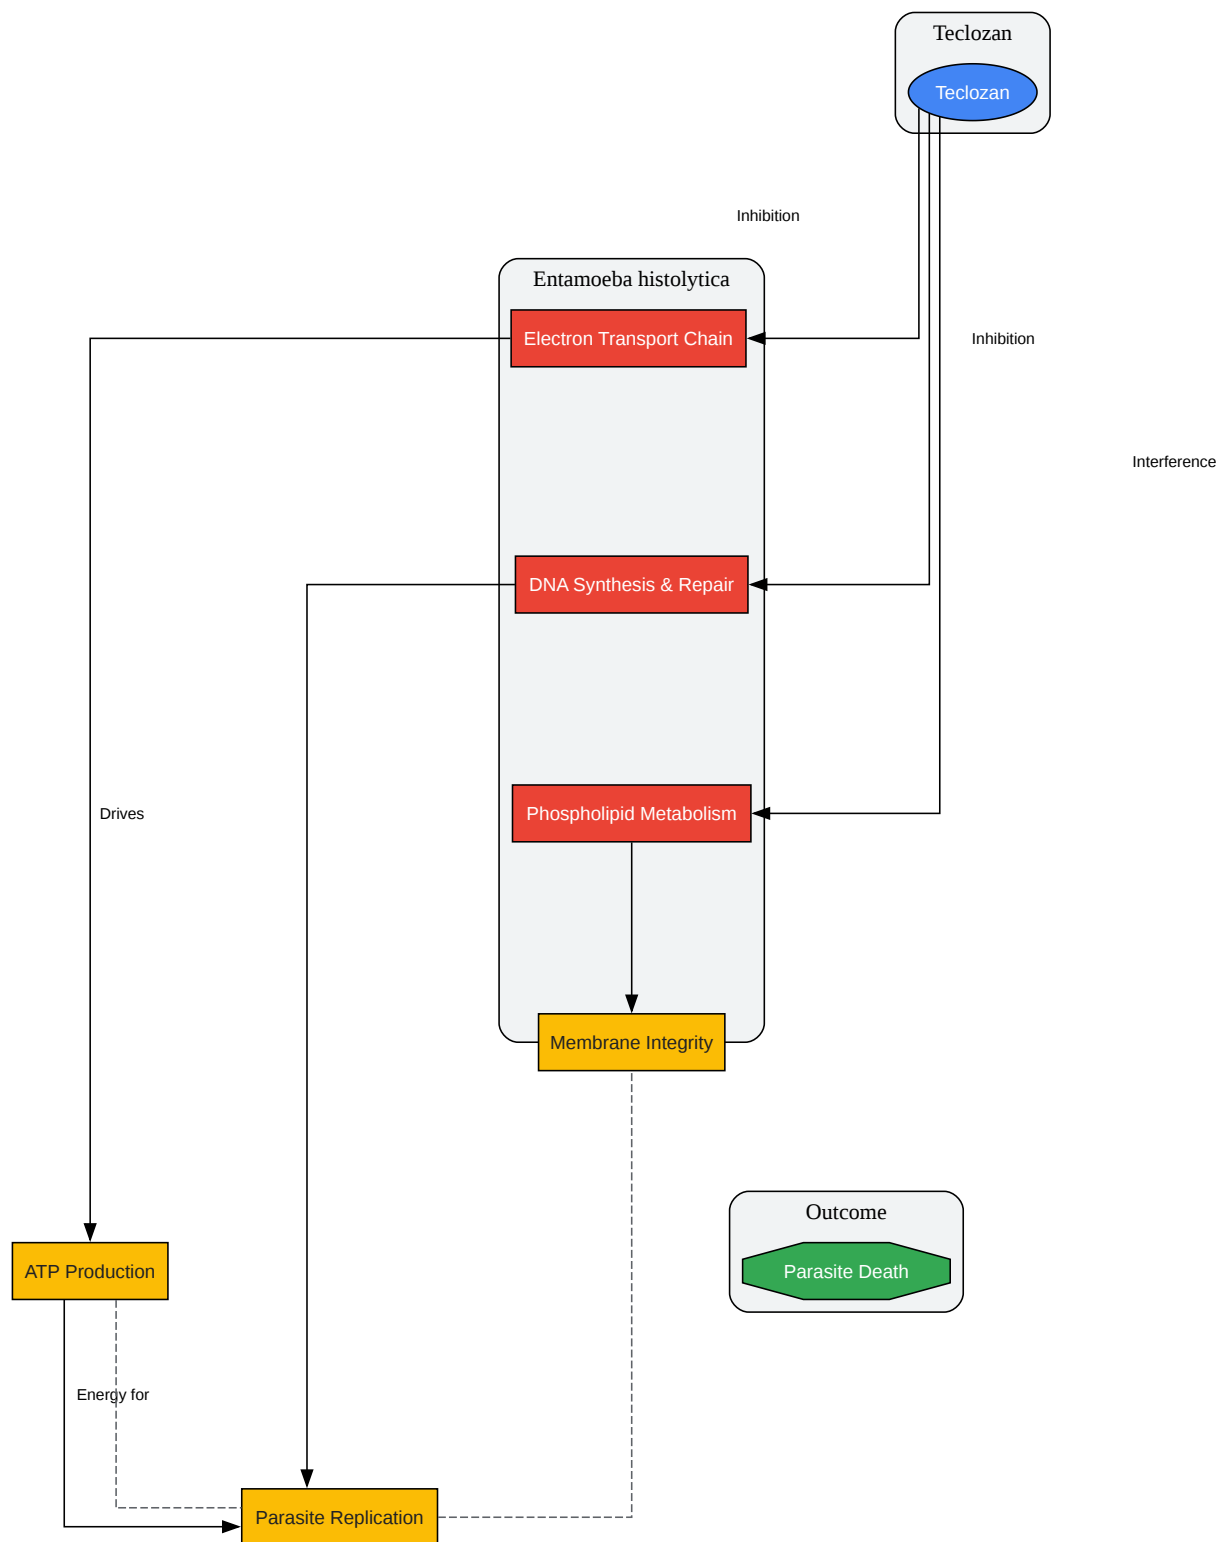 Teclozan
Teclozan
Inhibition
Entamoeba histolytica
Electron Transport Chain
Inhibition
Interference
DNA Synthesis & Repair
Phospholipid Metabolism
Drives
Membrane Integrity
Outcome
ATP Production
Parasite Death
Energy for
Parasite Replication